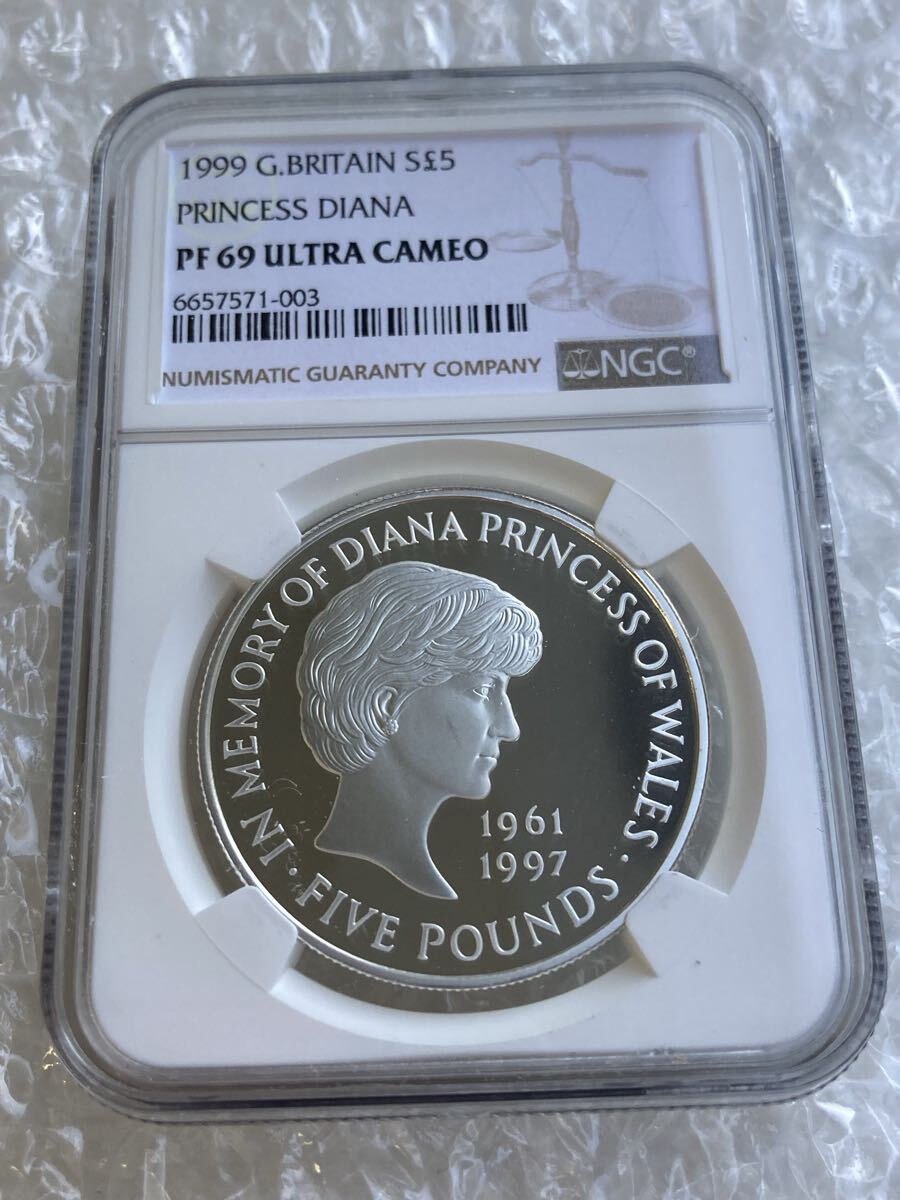 1999 G.BRITAIN S£5
PRINCESS DIANA
PF 69 ULTRA CAMEO
6657571-003
NUMISMATIC GUARANTY COMPANY
NGC®
IN MEMORY OF DIANA PRINCESS OF WALES
1961
1997
· FIVE POUNDS ·